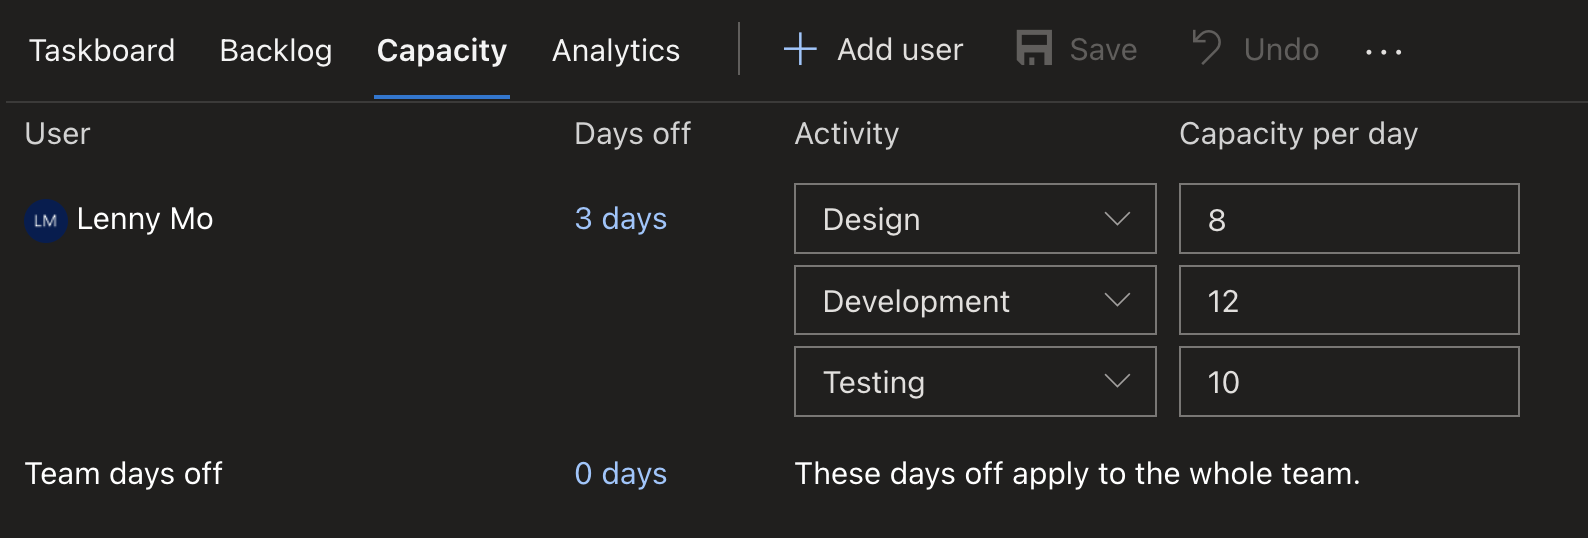 Taskboard Backlog Capacity Analytics Add user Save Undo ...
User Days off Activity Capacity per day
LM Lenny Mo 3 days Design 8
Development 12
Testing 10
Team days off 0 days These days off apply to the whole team.